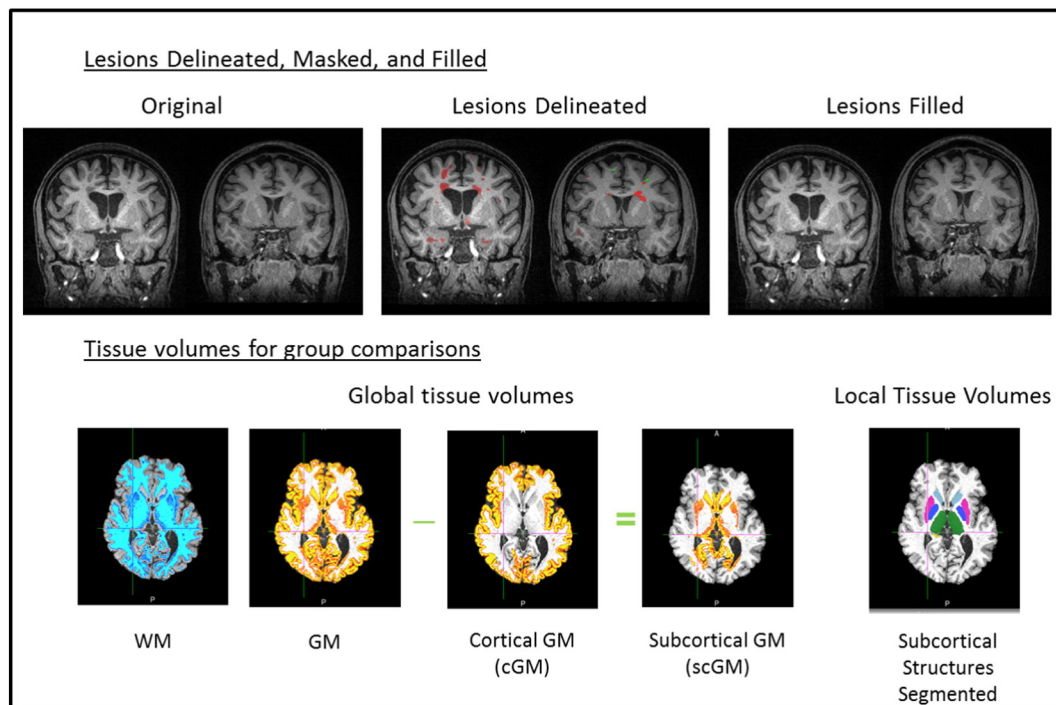 Lesions Delineated, Masked, and Filled
Original
Lesions Delineated
Lesions Filled
Tissue volumes for group comparisons
Global tissue volumes
Local Tissue Volumes
A
P
P
P
P
P
WM
GM
Cortical GM
(cGM)
Subcortical GM
(scGM)
Subcortical
Structures
Segmented
−
=